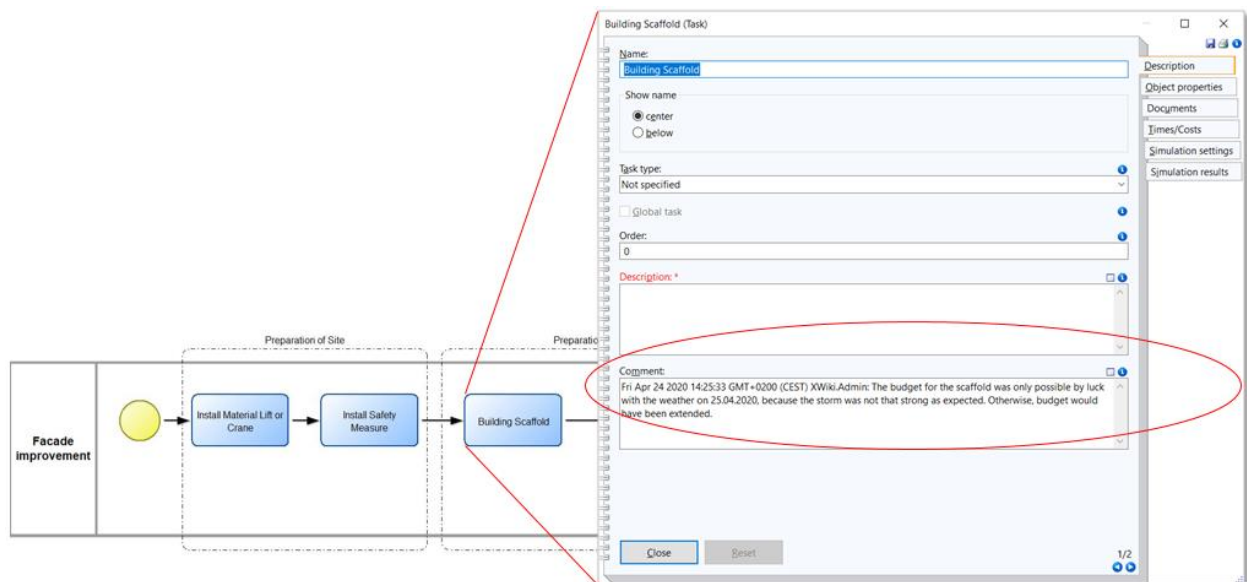 Building Scaffold (Task)
Name:
Building Scaffold
Show name
center
below
Task type:
Not specified
Global task
Order:
0
Description: *
Comment:
Fri Apr 24 2020 14:25:33 GMT+0200 (CEST) XWiki.Admin: The budget for the scaffold was only possible by luck
with the weather on 25.04.2020, because the storm was not that strong as expected. Otherwise, budget would
have been extended.
Close
Reset
1/2
Description
Object properties
Documents
Times/Costs
Simulation settings
Simulation results
Preparation of Site
Preparatio
Facade
improvement
Install Material Lift or
Crane
Install Safety
Measure
Building Scaffold